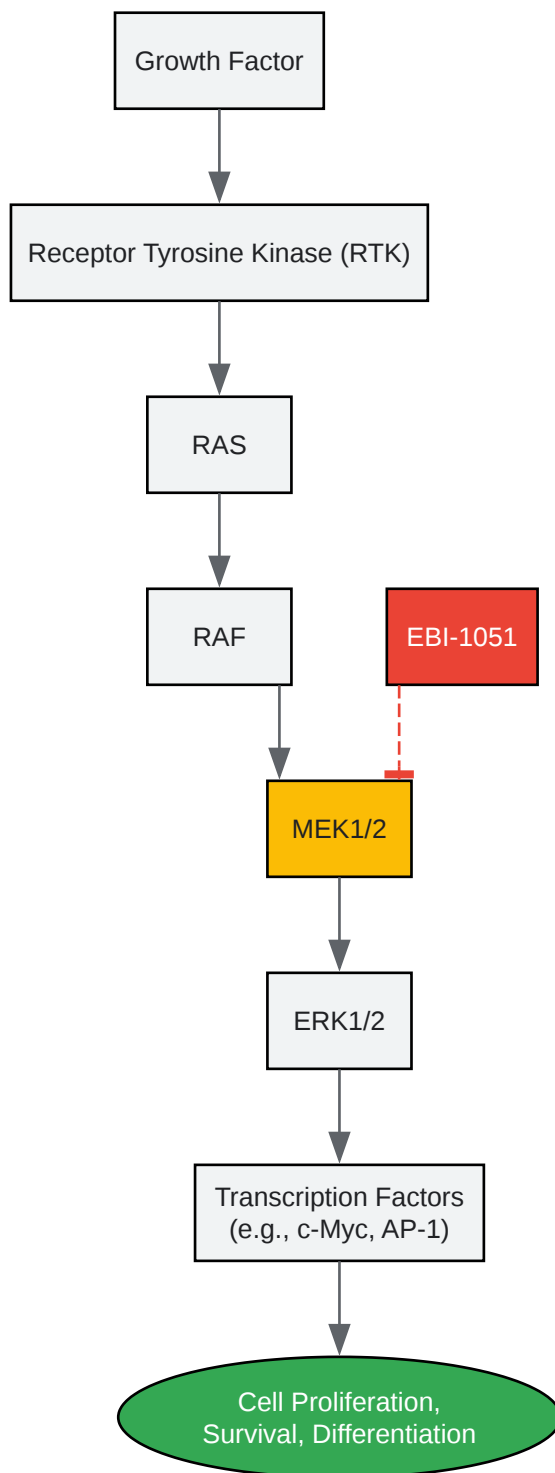 Growth Factor
Receptor Tyrosine Kinase (RTK)
RAS
RAF
EBI-1051
MEK1/2
ERK1/2
Transcription Factors
(e.g., c-Myc, AP-1)
Cell Proliferation,
Survival, Differentiation